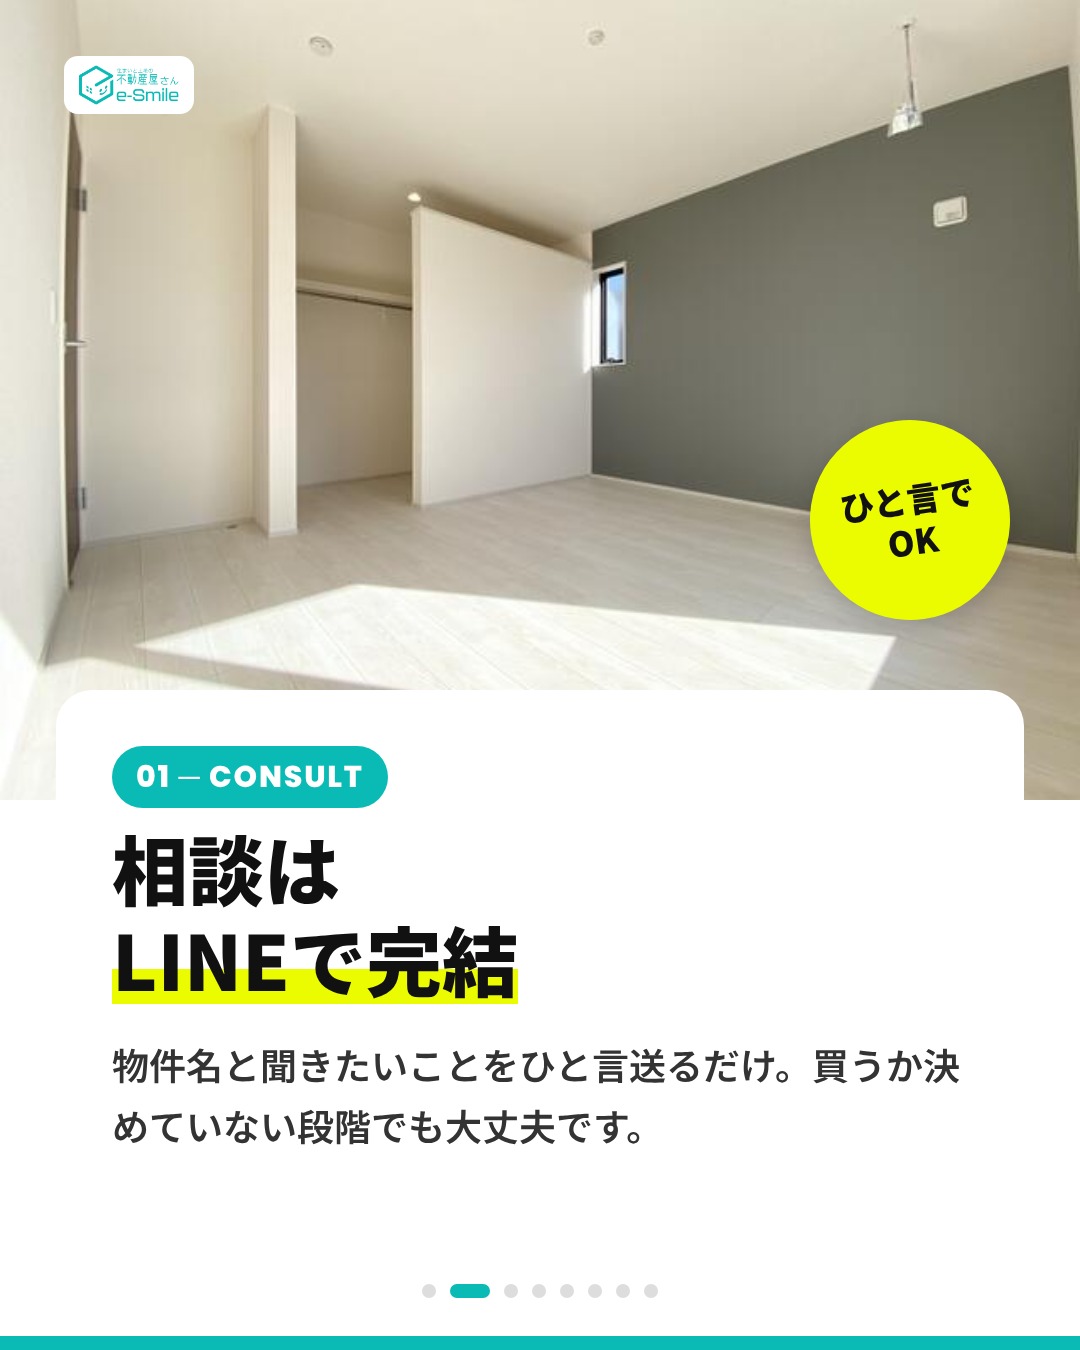 不動産屋さん
e-Smile
ひと言で
OK
01 — CONSULT
相談は
LINEで完結
物件名と聞きたいことをひと言送るだけ。買うか決
めていない段階でも大丈夫です。